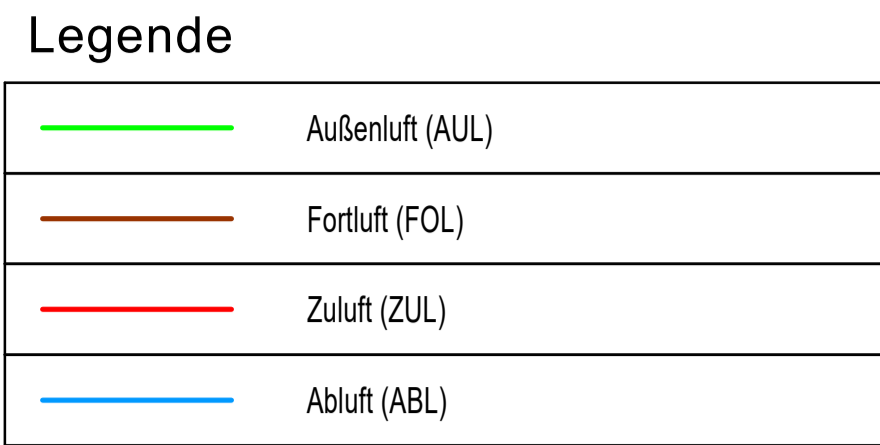 Legende
Außenluft (AUL)
Fortluft (FOL)
Zuluft (ZUL)
Abluft (ABL)